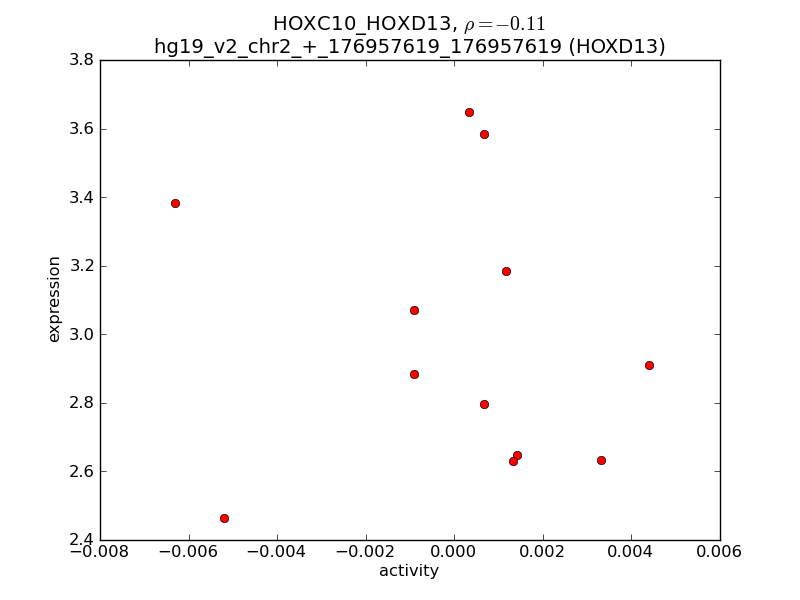 HOXC10_HOXD13, ρ=−0.11
hg19_v2_chr2_+_176957619_176957619 (HOXD13)
3.8
3.6
3.4
3.2
3.0
2.8
2.6
2.4
expression
−0.008 −0.006 −0.004 −0.002 0.000 0.002 0.004 0.006
activity